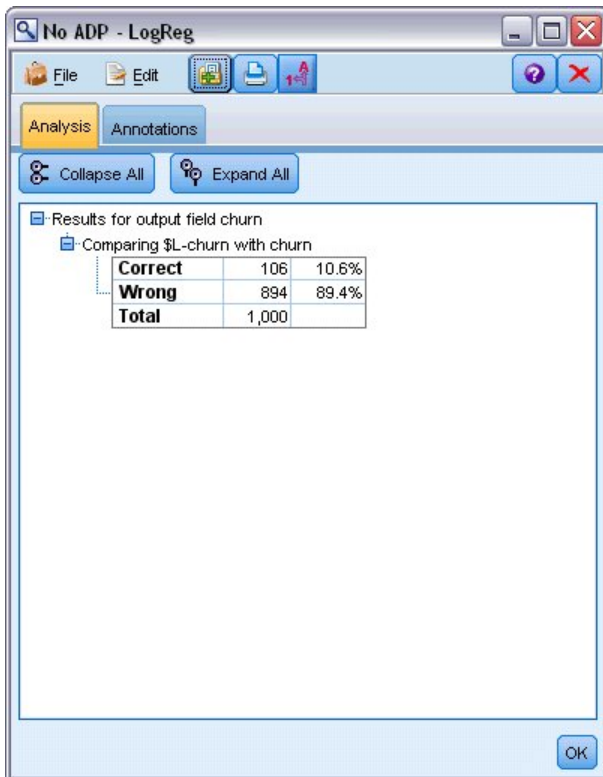 No ADP - LogReg
File Edit
Analysis Annotations
Collapse All Expand All
Results for output field churn
Comparing $L-churn with churn
Correct 106 10.6%
Wrong 894 89.4%
Total 1,000
OK